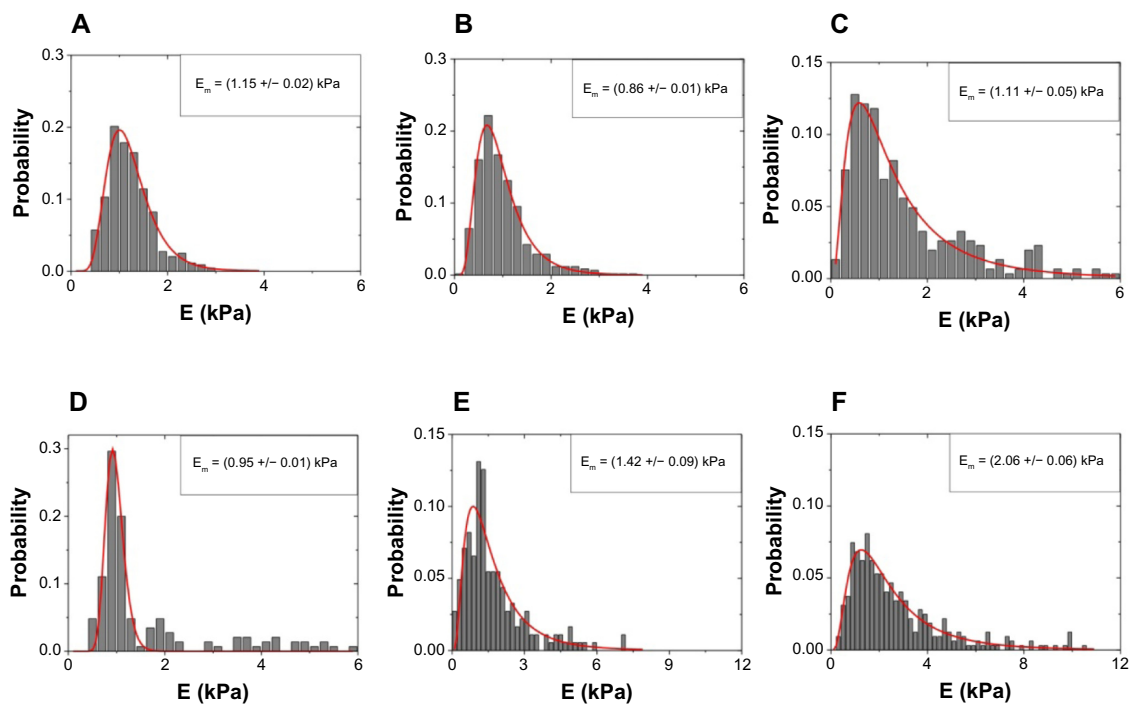 A
B
C
0.3
0.2
0.1
0.0
Probability
E_m = (1.15 +/− 0.02) kPa
0
2
4
6
E (kPa)
0.3
0.2
0.1
0.0
Probability
E_m = (0.86 +/− 0.01) kPa
0
2
4
6
E (kPa)
0.15
0.10
0.05
0.00
Probability
E_m = (1.11 +/− 0.05) kPa
0
2
4
6
E (kPa)
D
E
F
0.3
0.2
0.1
0.0
Probability
E_m = (0.95 +/− 0.01) kPa
0
2
4
6
E (kPa)
0.15
0.10
0.05
0.00
Probability
E_m = (1.42 +/− 0.09) kPa
0
3
6
9
12
E (kPa)
0.15
0.10
0.05
0.00
Probability
E_m = (2.06 +/− 0.06) kPa
0
4
8
12
E (kPa)